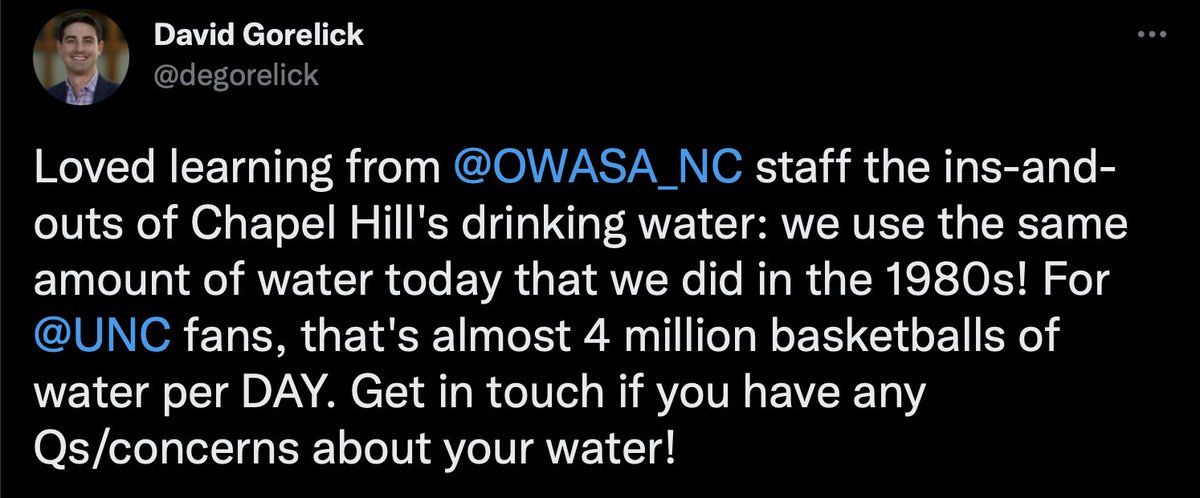 David Gorelick
@degorelick
Loved learning from @OWASA_NC staff the ins-and-
outs of Chapel Hill's drinking water: we use the same
amount of water today that we did in the 1980s! For
@UNC fans, that's almost 4 million basketballs of
water per DAY. Get in touch if you have any
Qs/concerns about your water!